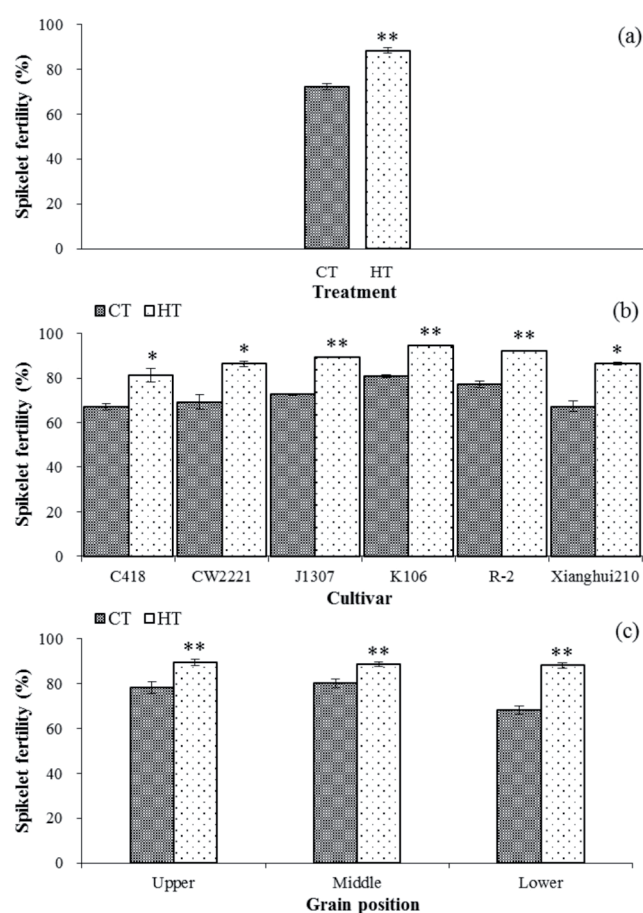 100
(a)
**
80
60
40
20
0
Spikelet fertility (%)
CT HT
Treatment
CT HT
(b)
100
80
60
40
20
0
Spikelet fertility (%)
* * ** ** ** *
C418 CW2221 J1307 K106 R-2 Xianghui210
Cultivar
CT HT
(c)
100
80
60
40
20
0
Spikelet fertility (%)
** ** **
Upper Middle Lower
Grain position